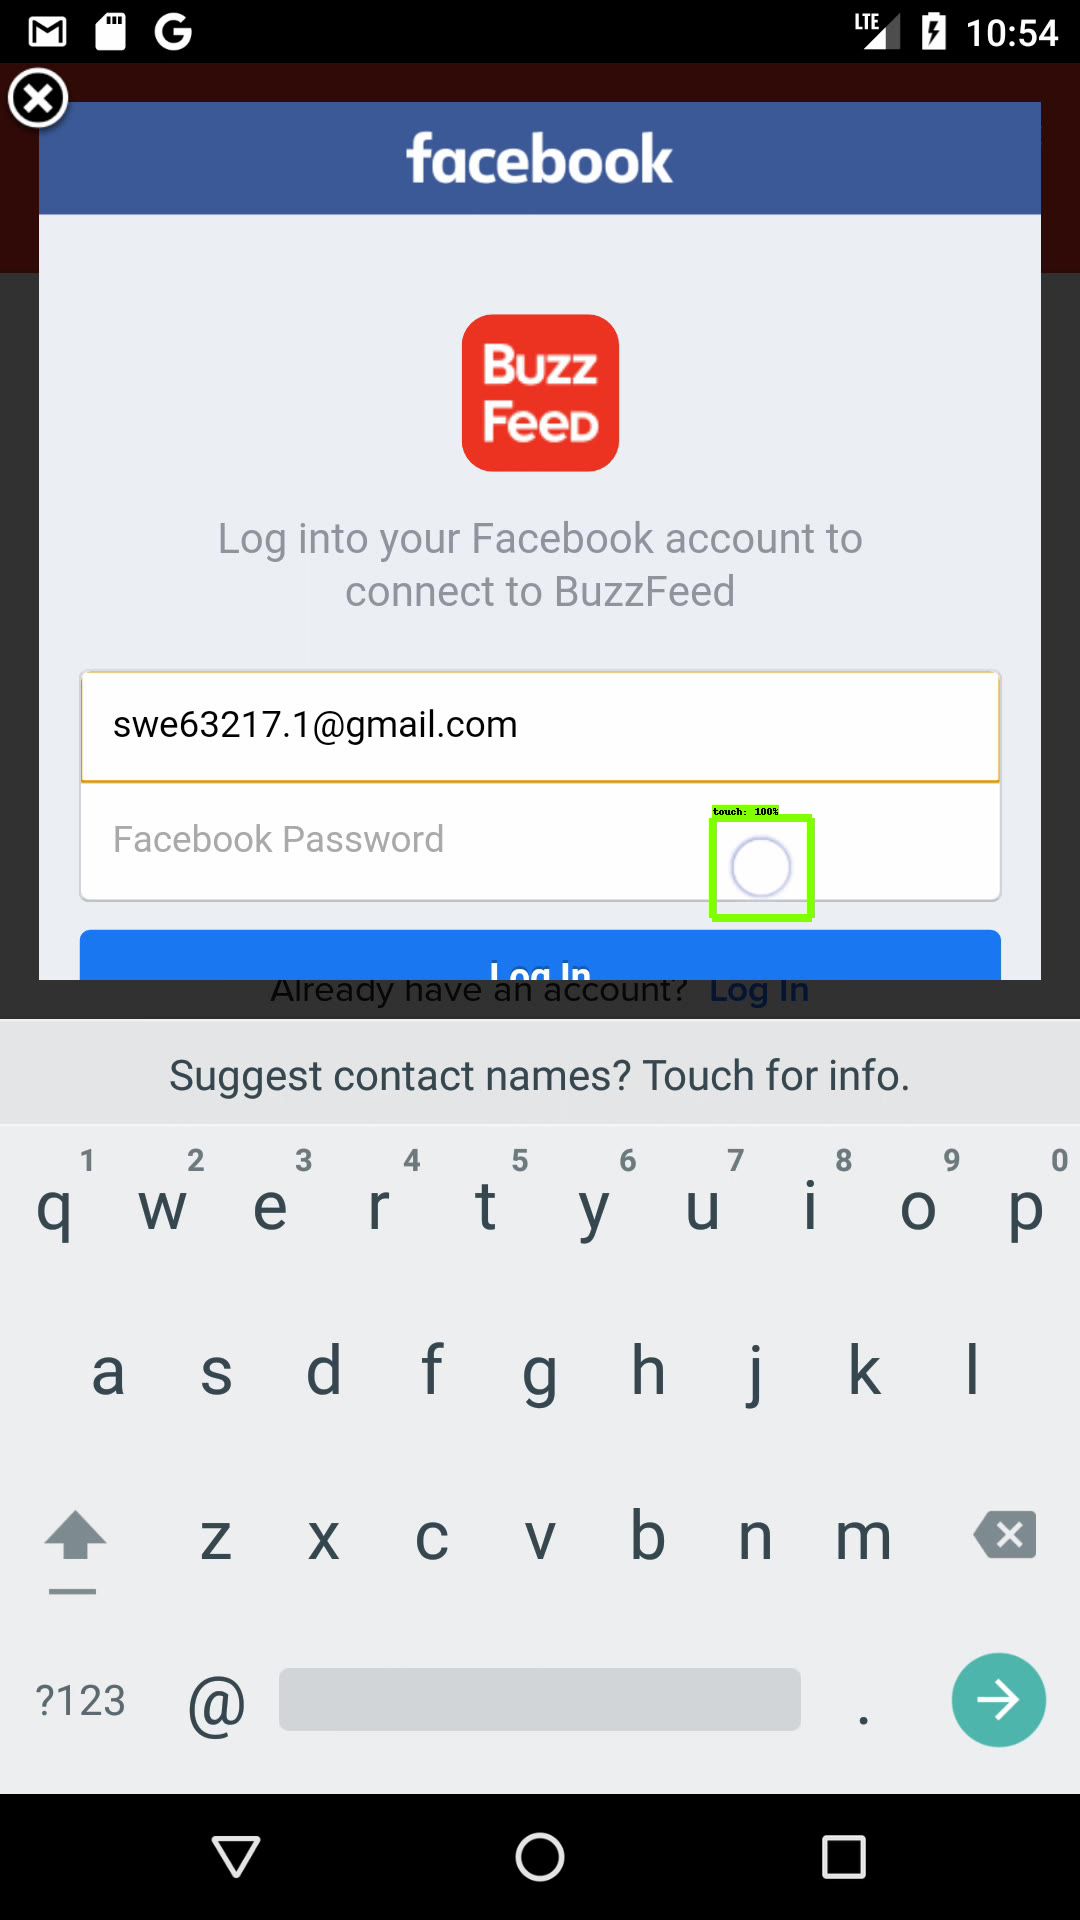 LTE 10:54
facebook
BuzzFeeD
Log into your Facebook account to
connect to BuzzFeed
swe63217.1@gmail.com
touch: 100%
Facebook Password
Log In
Already have an account? Log In
Suggest contact names? Touch for info.
1 2 3 4 5 6 7 8 9 0
q w e r t y u i o p
a s d f g h j k l
z x c v b n m
?123 @ .